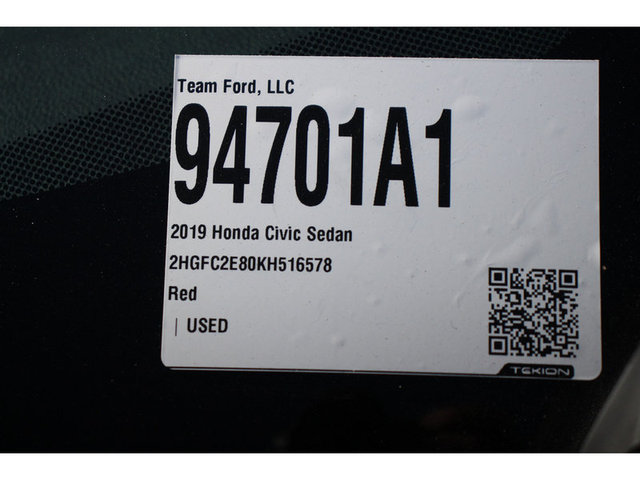 Team Ford, LLC
94701A1
2019 Honda Civic Sedan
2HGFC2E80KH516578
Red
| USED
TEKION